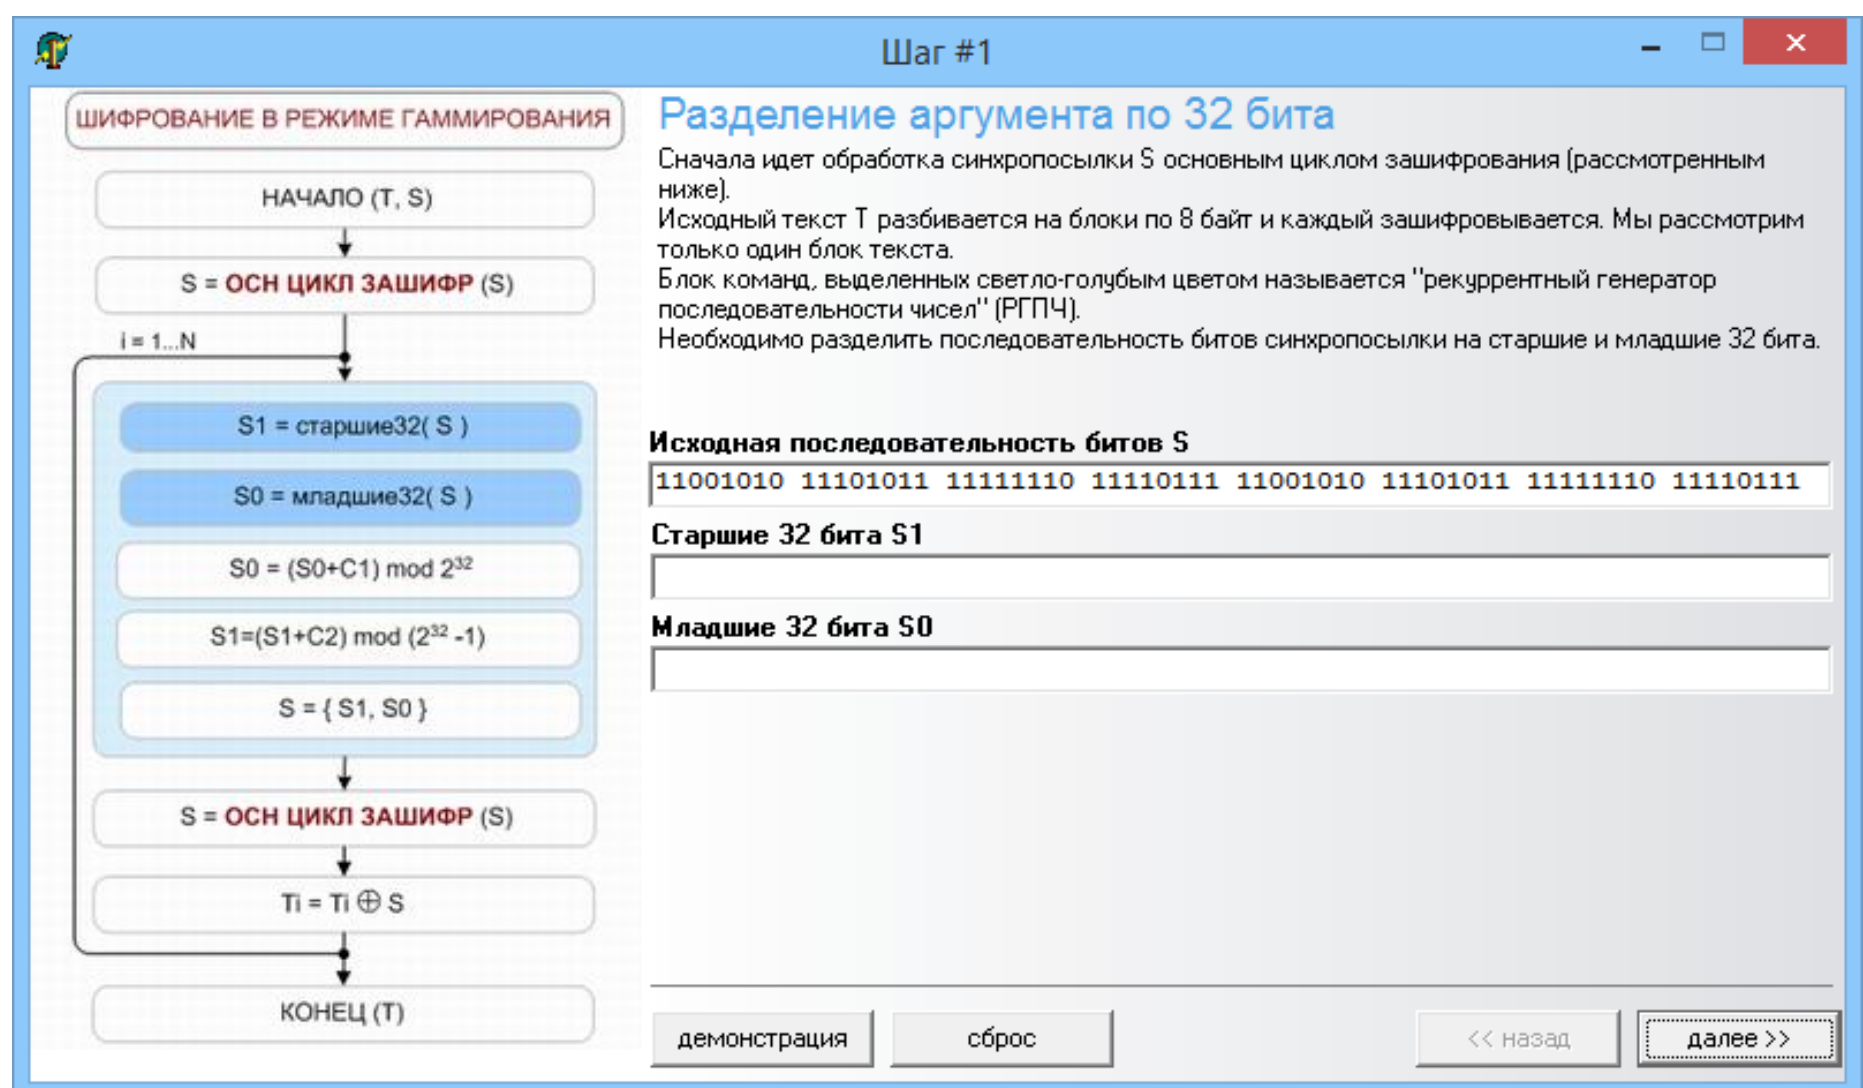 Шаг #1
ШИФРОВАНИЕ В РЕЖИМЕ ГАММИРОВАНИЯ
НАЧАЛО (T, S)
S = ОСН ЦИКЛ ЗАШИФР (S)
i = 1...N
S1 = старшие32( S )
S0 = младшие32( S )
S0 = (S0+C1) mod 2³²
S1=(S1+C2) mod (2³² -1)
S = { S1, S0 }
S = ОСН ЦИКЛ ЗАШИФР (S)
Ti = Ti ⊕ S
КОНЕЦ (T)
Разделение аргумента по 32 бита
Сначала идет обработка синхропосылки S основным циклом зашифрования (рассмотренным
ниже).
Исходный текст T разбивается на блоки по 8 байт и каждый зашифровывается. Мы рассмотрим
только один блок текста.
Блок команд, выделенных светло-голубым цветом называется "рекуррентный генератор
последовательности чисел" (РГПЧ).
Необходимо разделить последовательность битов синхропосылки на старшие и младшие 32 бита.
Исходная последовательность битов S
11001010 11101011 11111110 11110111 11001010 11101011 11111110 11110111
Старшие 32 бита S1
Младшие 32 бита S0
демонстрация
сброс
<< назад
далее >>